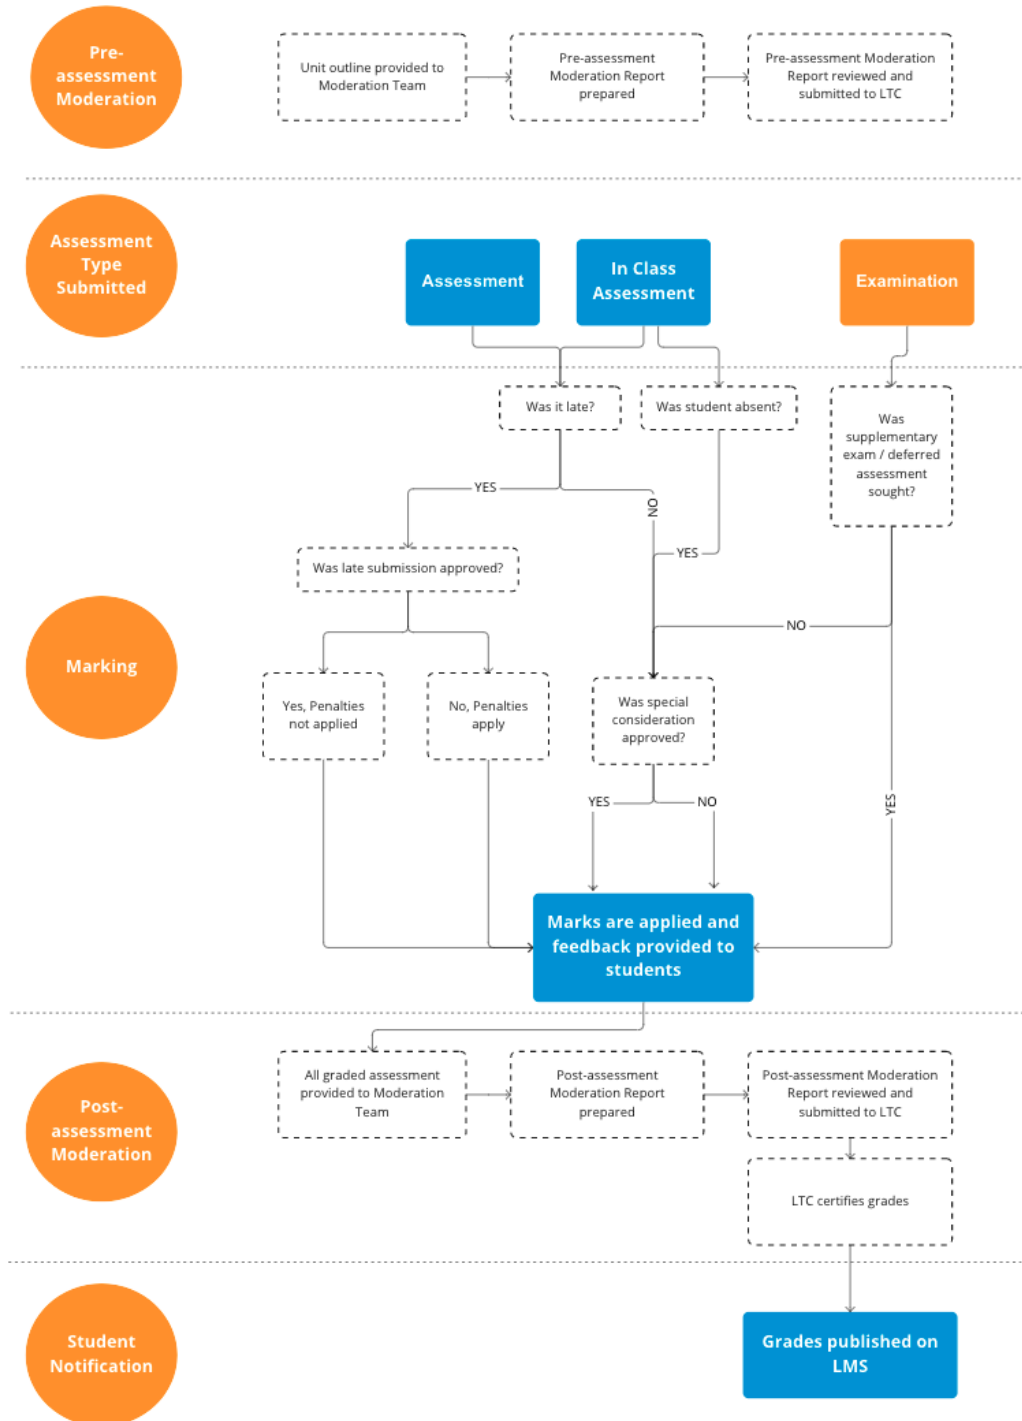 Pre-
assessment
Moderation
Unit outline provided to
Moderation Team
Pre-assessment
Moderation Report
prepared
Pre-assessment Moderation
Report reviewed and
submitted to LTC
Assessment
Type
Submitted
Assessment
In Class
Assessment
Examination
Was it late?
Was student absent?
Was
supplementary
exam / deferred
assessment
sought?
YES
NO
YES
Was late submission approved?
NO
Marking
Yes, Penalties
not applied
No, Penalties
apply
Was special
consideration
approved?
YES
NO
YES
Marks are applied and
feedback provided to
students
Post-
assessment
Moderation
All graded assessment
provided to Moderation
Team
Post-assessment
Moderation Report
prepared
Post-assessment Moderation
Report reviewed and
submitted to LTC
LTC certifies grades
Student
Notification
Grades published on
LMS